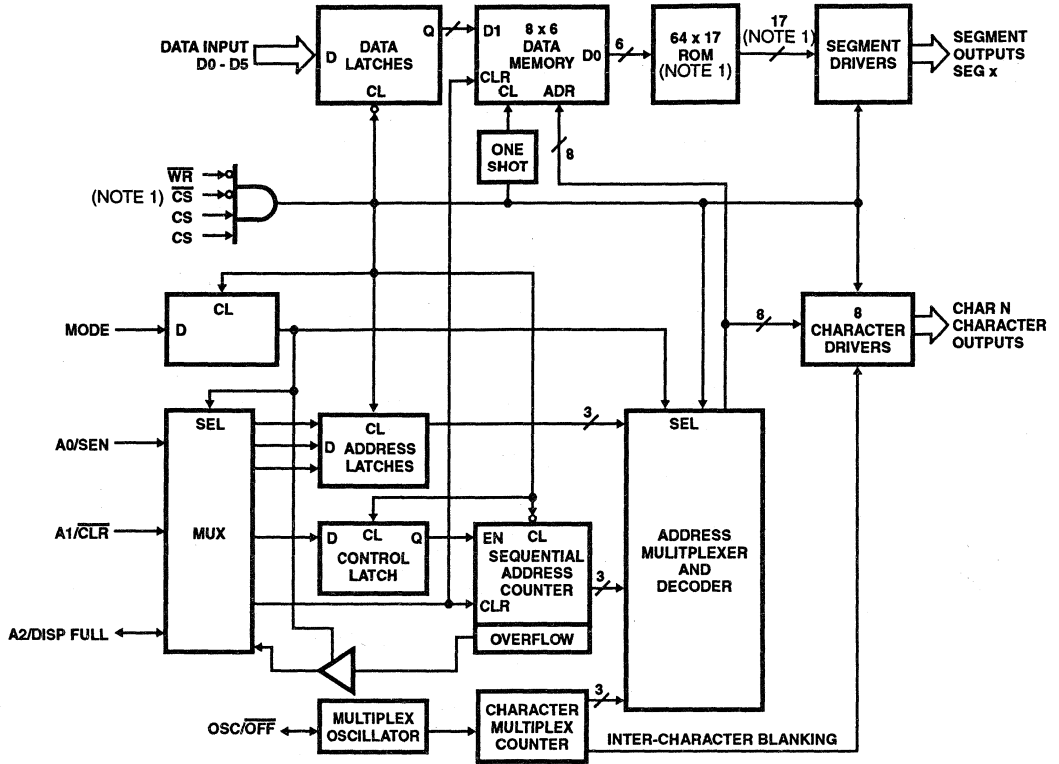 DATA INPUT
D0 - D5
D
Q
DATA
LATCHES
CL
D1
8 x 6
DATA
MEMORY
D0
CLR
CL
ADR
6
64 x 17
ROM
(NOTE 1)
17
(NOTE 1)
SEGMENT
DRIVERS
SEGMENT
OUTPUTS
SEG x
ONE
SHOT
8
(NOTE 1)
WR
CS
CS
CS
MODE
CL
D
8
8
CHARACTER
DRIVERS
CHAR N
CHARACTER
OUTPUTS
A0/SEN
A1/CLR
A2/DISP FULL
SEL
MUX
CL
D
ADDRESS
LATCHES
3
SEL
ADDRESS
MULITPLEXER
AND
DECODER
D
CL
Q
CONTROL
LATCH
EN
CL
SEQUENTIAL
ADDRESS
COUNTER
CLR
OVERFLOW
3
OSC/OFF
MULTIPLEX
OSCILLATOR
CHARACTER
MULTIPLEX
COUNTER
3
INTER-CHARACTER BLANKING